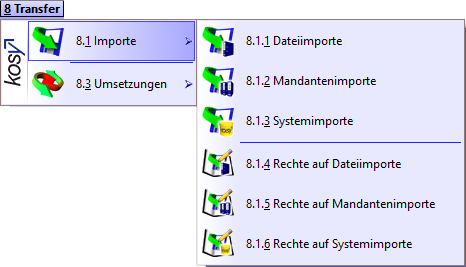 8 Transfer
kosy
8.1 Importe
8.3 Umsetzungen
8.1.1 Dateiimporte
8.1.2 Mandantenimporte
8.1.3 Systemimporte
8.1.4 Rechte auf Dateiimporte
8.1.5 Rechte auf Mandantenimporte
8.1.6 Rechte auf Systemimporte